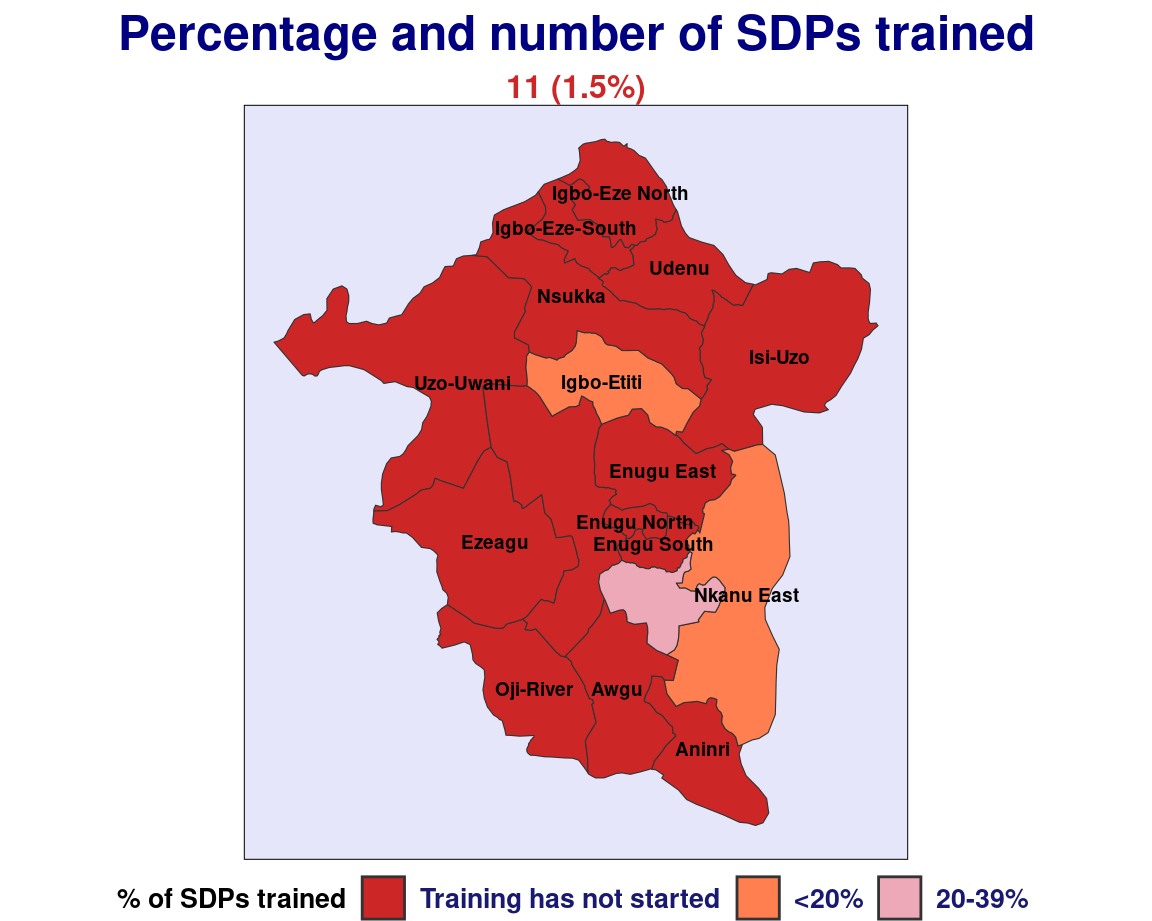 Percentage and number of SDPs trained
11 (1.5%)
Igbo-Eze North
Igbo-Eze-South
Udenu
Nsukka
Isi-Uzo
Igbo-Etiti
Uzo-Uwani
Enugu East
Enugu North
Ezeagu
Enugu South
Nkanu East
Oji-River
Awgu
Aninri
% of SDPs trained Training has not started <20% 20-39%